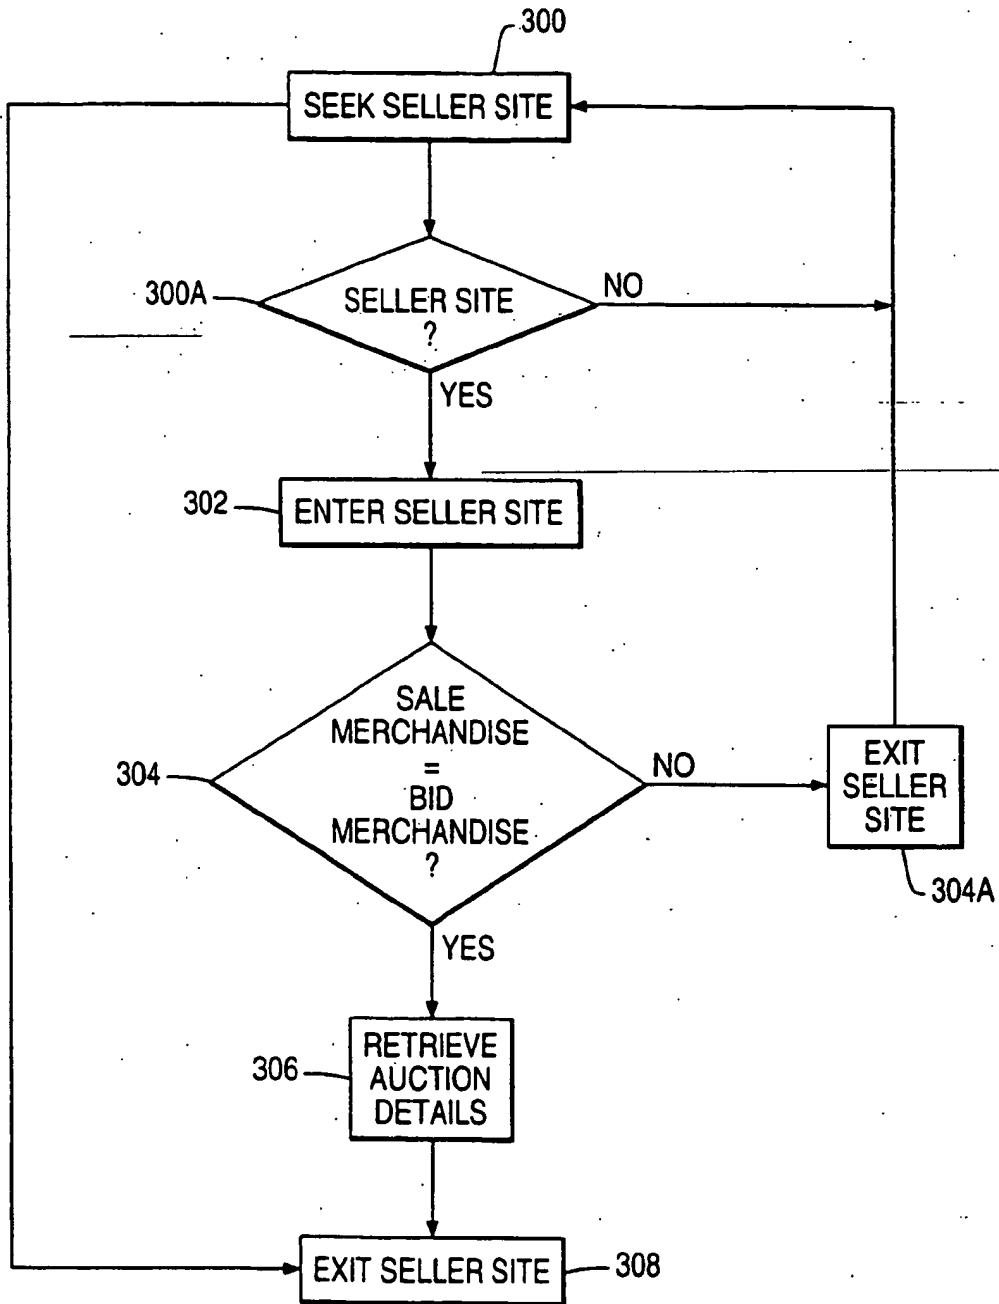 300
SEEK SELLER SITE
300A
SELLER SITE
?
NO
YES
302
ENTER SELLER SITE
304
SALE
MERCHANDISE
=
BID
MERCHANDISE
?
NO
EXIT
SELLER
SITE
304A
YES
306
RETRIEVE
AUCTION
DETAILS
EXIT SELLER SITE
308